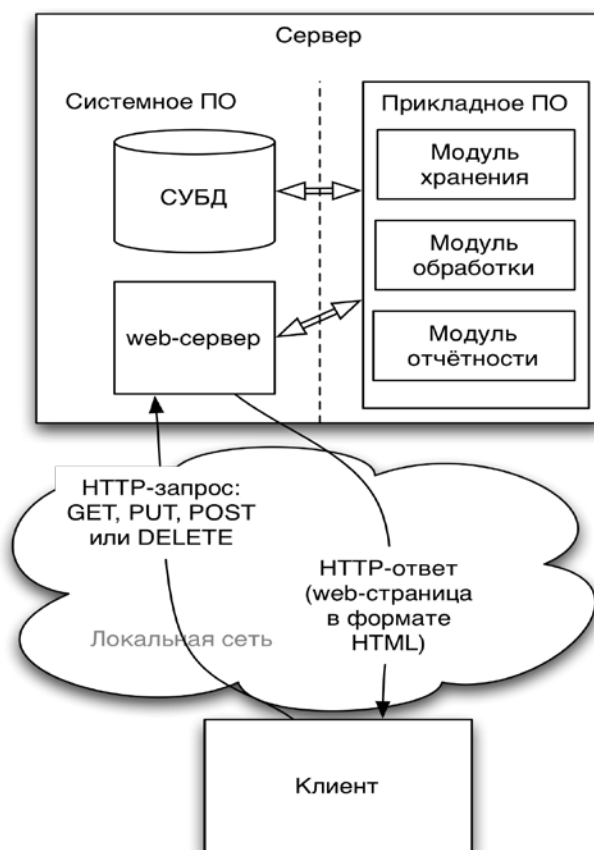 Сервер
Системное ПО
СУБД
web-сервер
Прикладное ПО
Модуль
хранения
Модуль
обработки
Модуль
отчётности
HTTP-запрос:
GET, PUT, POST
или DELETE
HTTP-ответ
(web-страница
в формате
HTML)
Локальная сеть
Клиент